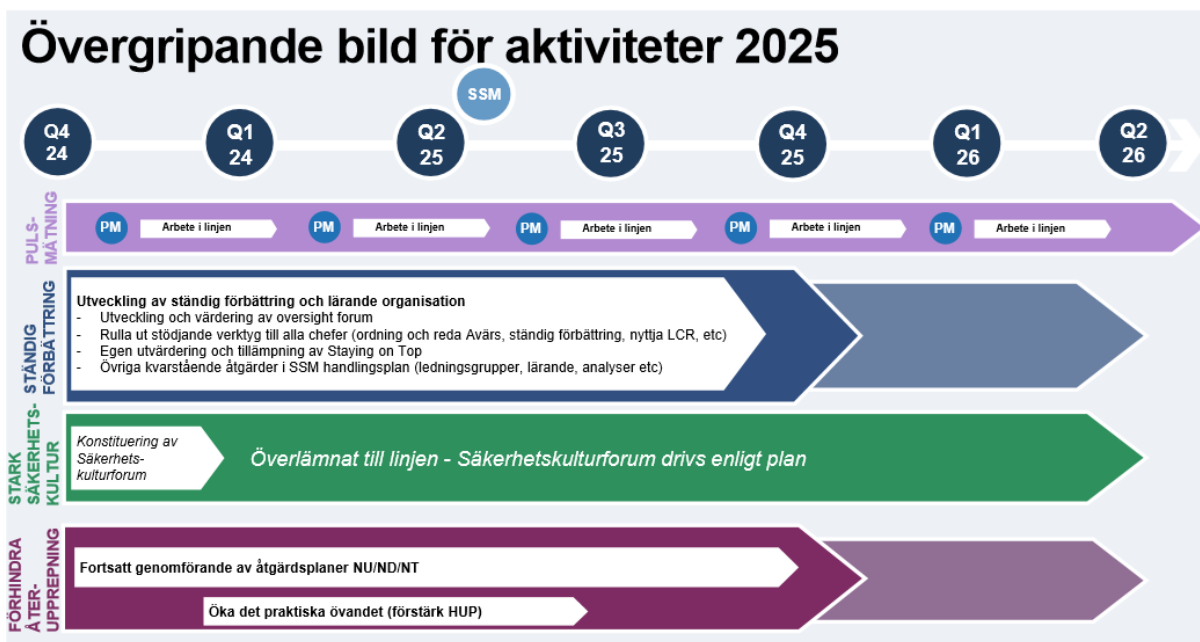 Övergripande bild för aktiviteter 2025
SSM
Q4
24
Q1
24
Q2
25
Q3
25
Q4
25
Q1
26
Q2
26
PULS-
MÄTNING
PM
Arbete i linjen
PM
Arbete i linjen
PM
Arbete i linjen
PM
Arbete i linjen
PM
Arbete i linjen
STÄNDIG
FÖRBÄTTRING
Utveckling av ständig förbättring och lärande organisation
- Utveckling och värdering av oversight forum
- Rulla ut stödjande verktyg till alla chefer (ordning och reda Avärs, ständig förbättring, nyttja LCR, etc)
- Egen utvärdering och tillämpning av Staying on Top
- Övriga kvarstående åtgärder i SSM handlingsplan (ledningsgrupper, lärande, analyser etc)
STARK
SÄKERHETS-
KULTUR
Konstituering av
Säkerhets-
kulturforum
Överlämnat till linjen - Säkerhetskulturforum drivs enligt plan
FÖRHINDRA
ÅTER-
UPPREPNING
Fortsatt genomförande av åtgärdsplaner NU/ND/NT
Öka det praktiska övandet (förstärk HUP)